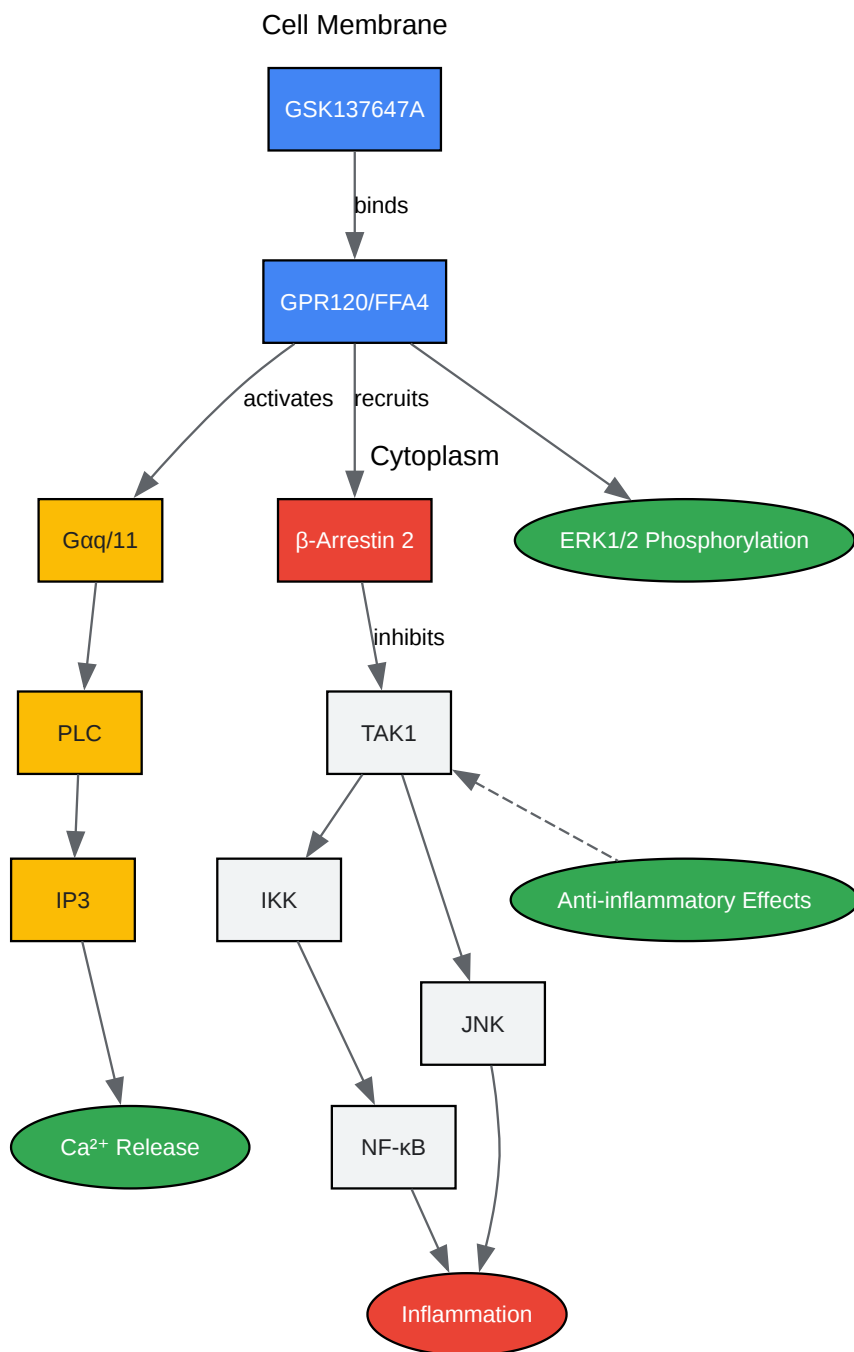 Cell Membrane
GSK137647A
binds
GPR120/FFA4
activates
recruits
Cytoplasm
Gαq/11
β-Arrestin 2
ERK1/2 Phosphorylation
inhibits
PLC
TAK1
IP3
IKK
Anti-inflammatory Effects
JNK
Ca²⁺ Release
NF-κB
Inflammation